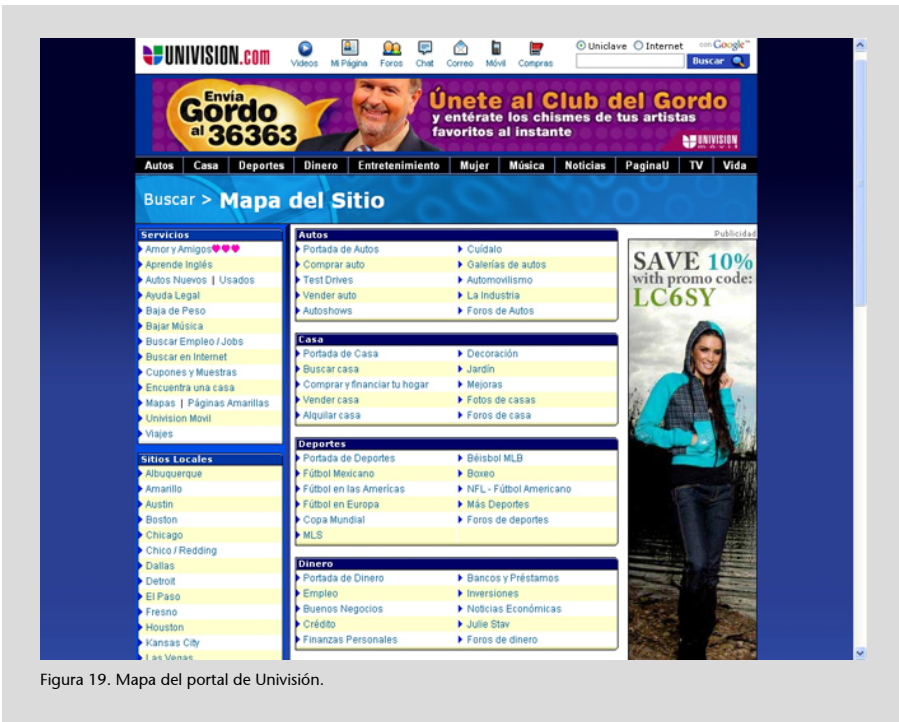 UNIVISION.com
Videos Mi Página Foros Chat Correo Móvil Compras
Uniclave Internet con Google™
Buscar
Envía
Gordo
al 36363
Únete al Club del Gordo
y entérate los chismes de tus artistas
favoritos al instante
UNIVISION
móvil
Autos Casa Deportes Dinero Entretenimiento Mujer Música Noticias PaginaU TV Vida
Buscar > Mapa del Sitio
Servicios
Amor y Amigos
Aprende Inglés
Autos Nuevos | Usados
Ayuda Legal
Baja de Peso
Bajar Música
Buscar Empleo / Jobs
Buscar en Internet
Cupones y Muestras
Encuentra una casa
Mapas | Páginas Amarillas
Univision Movil
Viajes
Sitios Locales
Albuquerque
Amarillo
Austin
Boston
Chicago
Chico / Redding
Dallas
Detroit
El Paso
Fresno
Houston
Kansas City
Las Vegas
Autos
Portada de Autos
Comprar auto
Test Drives
Vender auto
Autoshows
Cuídalo
Galerías de autos
Automovilismo
La Industria
Foros de Autos
Casa
Portada de Casa
Buscar casa
Comprar y financiar tu hogar
Vender casa
Alquilar casa
Decoración
Jardín
Mejoras
Fotos de casas
Foros de casa
Deportes
Portada de Deportes
Fútbol Mexicano
Fútbol en las Americas
Fútbol en Europa
Copa Mundial
MLS
Béisbol MLB
Boxeo
NFL - Fútbol Americano
Más Deportes
Foros de deportes
Dinero
Portada de Dinero
Empleo
Buenos Negocios
Crédito
Finanzas Personales
Bancos y Préstamos
Inversiones
Noticias Económicas
Julie Stav
Foros de dinero
Publicidad
SAVE 10%
with promo code:
LC6SY
Figura 19. Mapa del portal de Univisión.